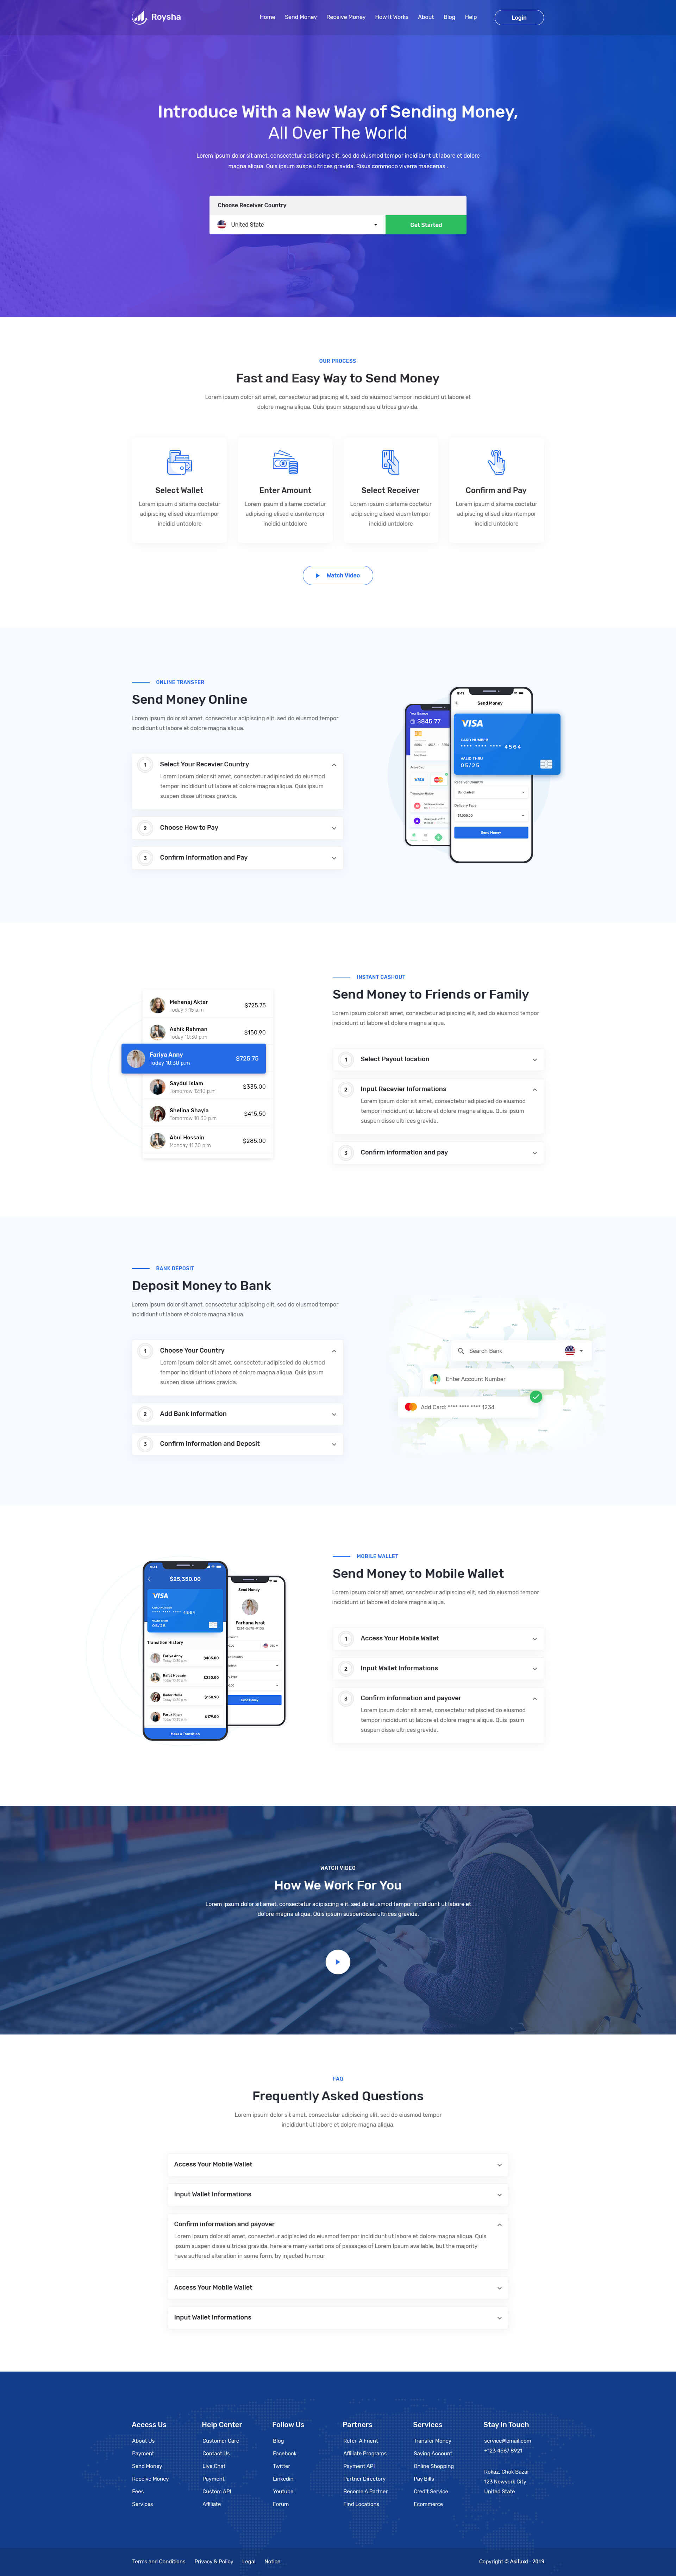 Roysha
Home Send Money Receive Money How It Works About Blog Help Login
Introduce With a New Way of Sending Money,
All Over The World
Lorem ipsum dolor sit amet, consectetur adipiscing elit, sed do eiusmod tempor incididunt ut labore et dolore
magna aliqua. Quis ipsum suspe ultrices gravida. Risus commodo viverra maecenas .
Choose Receiver Country
United State
Get Started
OUR PROCESS
Fast and Easy Way to Send Money
Lorem ipsum dolor sit amet, consectetur adipiscing elit, sed do eiusmod tempor incididunt ut labore et
dolore magna aliqua. Quis ipsum suspendisse ultrices gravida.
Select Wallet
Lorem ipsum d sitame coctetur
adipiscing elised eiusmtempor
incidid untdolore
Enter Amount
Lorem ipsum d sitame coctetur
adipiscing elised eiusmtempor
incidid untdolore
Select Receiver
Lorem ipsum d sitame coctetur
adipiscing elised eiusmtempor
incidid untdolore
Confirm and Pay
Lorem ipsum d sitame coctetur
adipiscing elised eiusmtempor
incidid untdolore
Watch Video
ONLINE TRANSFER
Send Money Online
Lorem ipsum dolor sit amet, consectetur adipiscing elit, sed do eiusmod tempor
incididunt ut labore et dolore magna aliqua.
1 Select Your Recevier Country
Lorem ipsum dolor sit amet, consectetur adipiscied do eiusmod
tempor incididunt ut labore et dolore magna aliqua. Quis ipsum
suspen disse ultrices gravida.
2 Choose How to Pay
3 Confirm Information and Pay
9:41
Send Money
$845.77
VISA
CARD NUMBER
**** **** **** 4564
VALID THRU
05/25
Receiver Country
Bangladesh
Delivery Type
Send Money
INSTANT CASHOUT
Send Money to Friends or Family
Lorem ipsum dolor sit amet, consectetur adipiscing elit, sed do eiusmod tempor
incididunt ut labore et dolore magna aliqua.
Mehenaj Aktar
Today 9:15 a.m
$725.75
Ashik Rahman
Today 10:30 p.m
$150.90
Fariya Anny
Today 10:30 p.m
$725.75
Saydul Islam
Tomorrow 12:10 p.m
$335.00
Shelina Shayla
Tomorrow 10:30 p.m
$415.50
Abul Hossain
Monday 11:30 p.m
$285.00
1 Select Payout location
2 Input Recevier Informations
Lorem ipsum dolor sit amet, consectetur adipiscied do eiusmod
tempor incididunt ut labore et dolore magna aliqua. Quis ipsum
suspen disse ultrices gravida.
3 Confirm information and pay
BANK DEPOSIT
Deposit Money to Bank
Lorem ipsum dolor sit amet, consectetur adipiscing elit, sed do eiusmod tempor
incididunt ut labore et dolore magna aliqua.
1 Choose Your Country
Lorem ipsum dolor sit amet, consectetur adipiscied do eiusmod
tempor incididunt ut labore et dolore magna aliqua. Quis ipsum
suspen disse ultrices gravida.
2 Add Bank Information
3 Confirm information and Deposit
Search Bank
Enter Account Number
Add Card: **** **** **** 1234
MOBILE WALLET
Send Money to Mobile Wallet
Lorem ipsum dolor sit amet, consectetur adipiscing elit, sed do eiusmod tempor
incididunt ut labore et dolore magna aliqua.
9:41
$25,350.00
VISA
CARD NUMBER
**** **** **** 4564
VALID THRU
05/25
Transition History
Fariya Anny
$480.00
$350.00
$150.90
Faruk Khan
$379.00
Make a Transition
Send Money
Farhana Israt
Send Money
1 Access Your Mobile Wallet
2 Input Wallet Informations
3 Confirm information and payover
Lorem ipsum dolor sit amet, consectetur adipiscied do eiusmod
tempor incididunt ut labore et dolore magna aliqua. Quis ipsum
suspen disse ultrices gravida.
WATCH VIDEO
How We Work For You
Lorem ipsum dolor sit amet, consectetur adipiscing elit, sed do eiusmod tempor incididunt ut labore et
dolore magna aliqua. Quis ipsum suspendisse ultrices gravida.
FAQ
Frequently Asked Questions
Lorem ipsum dolor sit amet, consectetur adipiscing elit, sed do eiusmod tempor
incididunt ut labore et dolore magna aliqua.
Access Your Mobile Wallet
Input Wallet Informations
Confirm information and payover
Lorem ipsum dolor sit amet, consectetur adipiscied do eiusmod tempor incididunt ut labore et dolore magna aliqua. Quis
ipsum suspen disse ultrices gravida. here are many variations of passages of Lorem Ipsum available, but the majority
have suffered alteration in some form, by injected humour
Access Your Mobile Wallet
Input Wallet Informations
Access Us
About Us
Payment
Send Money
Receive Money
Fees
Services
Help Center
Customer Care
Contact Us
Live Chat
Payment
Custom API
Affiliate
Follow Us
Blog
Facebook
Twitter
Linkedin
Youtube
Forum
Partners
Refer A Frient
Affiliate Programs
Payment API
Partner Directory
Become A Partner
Find Locations
Services
Transfer Money
Saving Account
Online Shopping
Pay Bills
Credit Service
Ecommerce
Stay In Touch
service@email.com
+123 4567 8921
Rokaz, Chok Bazar
123 Newyork City
United State
Terms and Conditions Privacy & Policy Legal Notice
Copyright © Asifuxd - 2019